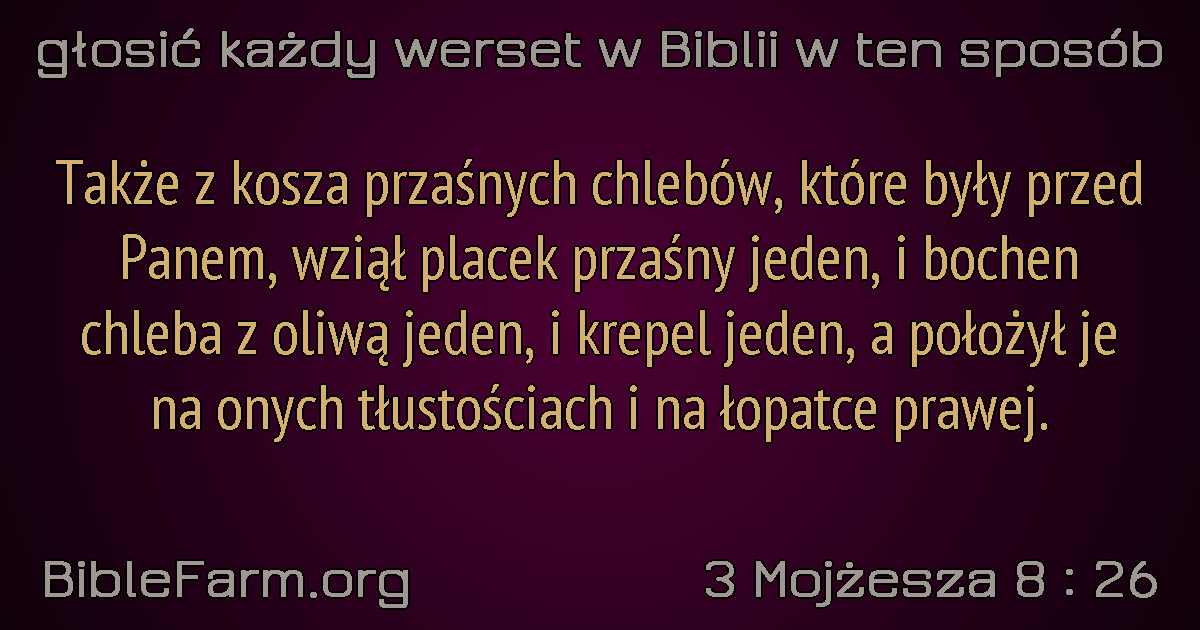 głosić każdy werset w Biblii w ten sposób
Także z kosza przaśnych chlebów, które były przed
Panem, wziął placek przaśny jeden, i bochen
chleba z oliwą jeden, i krepel jeden, a położył je
na onych tłustościach i na łopatce prawej.
BibleFarm.org
3 Mojżesza 8 : 26